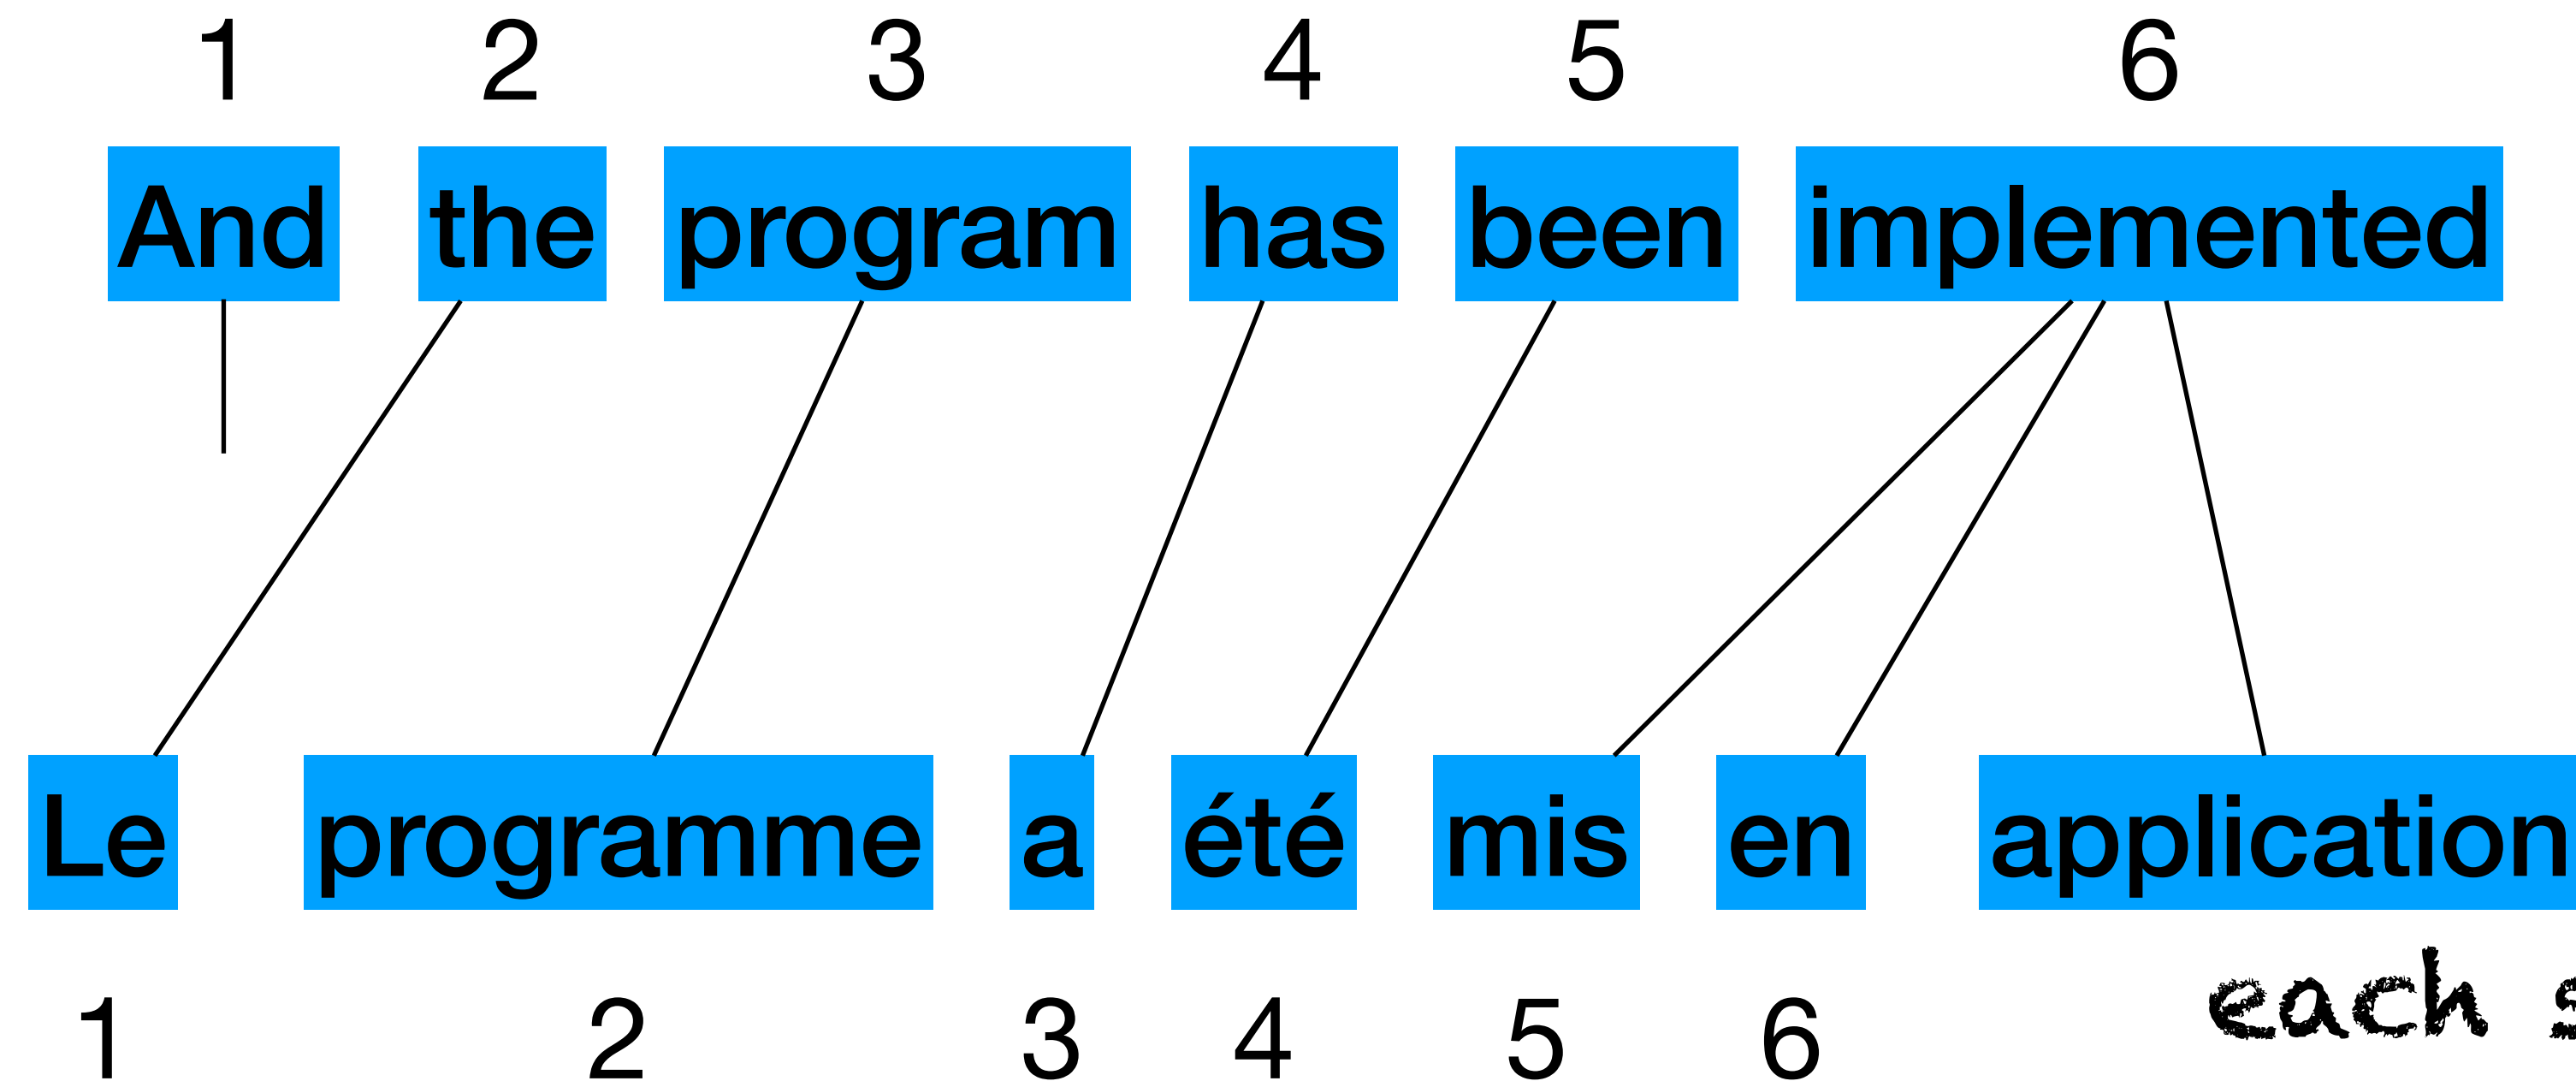 1 2 3 4 5 6
And the program has been implemented
Le programme a été mis en application
each
1 2 3 4 5 6